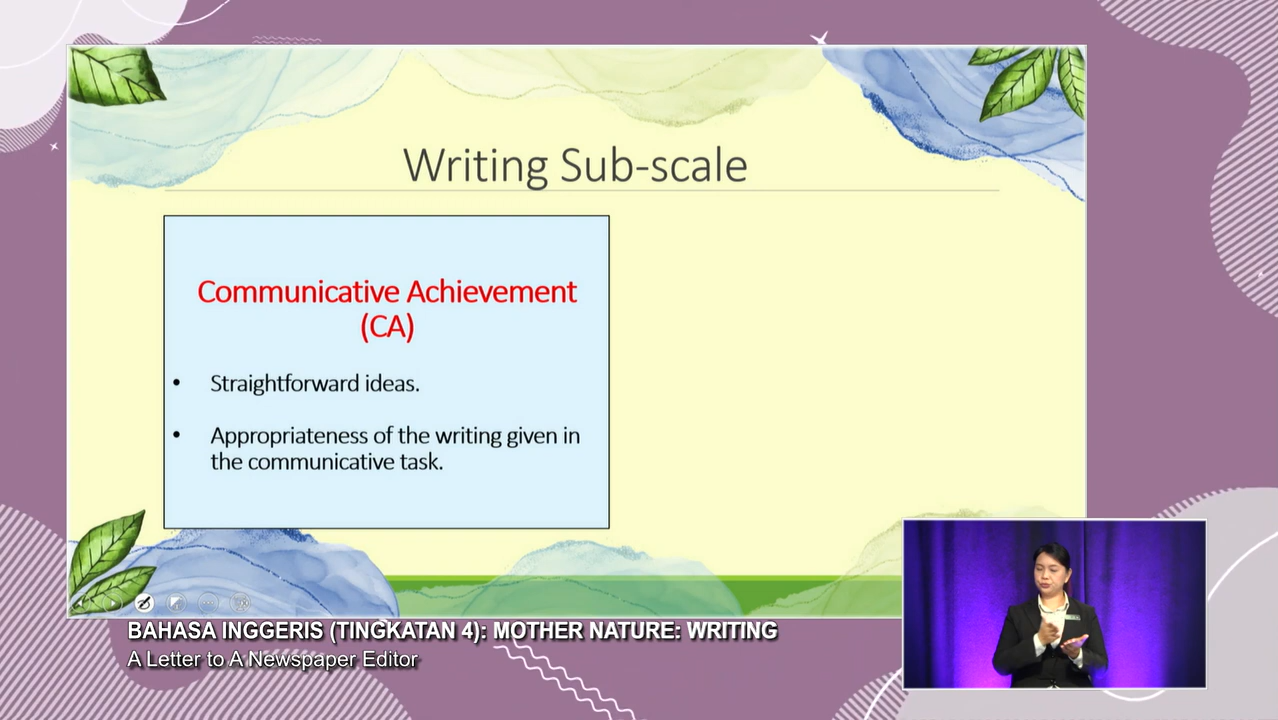 Writing Sub-scale
Communicative Achievement
(CA)
• Straightforward ideas.
• Appropriateness of the writing given in
the communicative task.
BAHASA INGGERIS (TINGKATAN 4): MOTHER NATURE: WRITING
A Letter to A Newspaper Editor